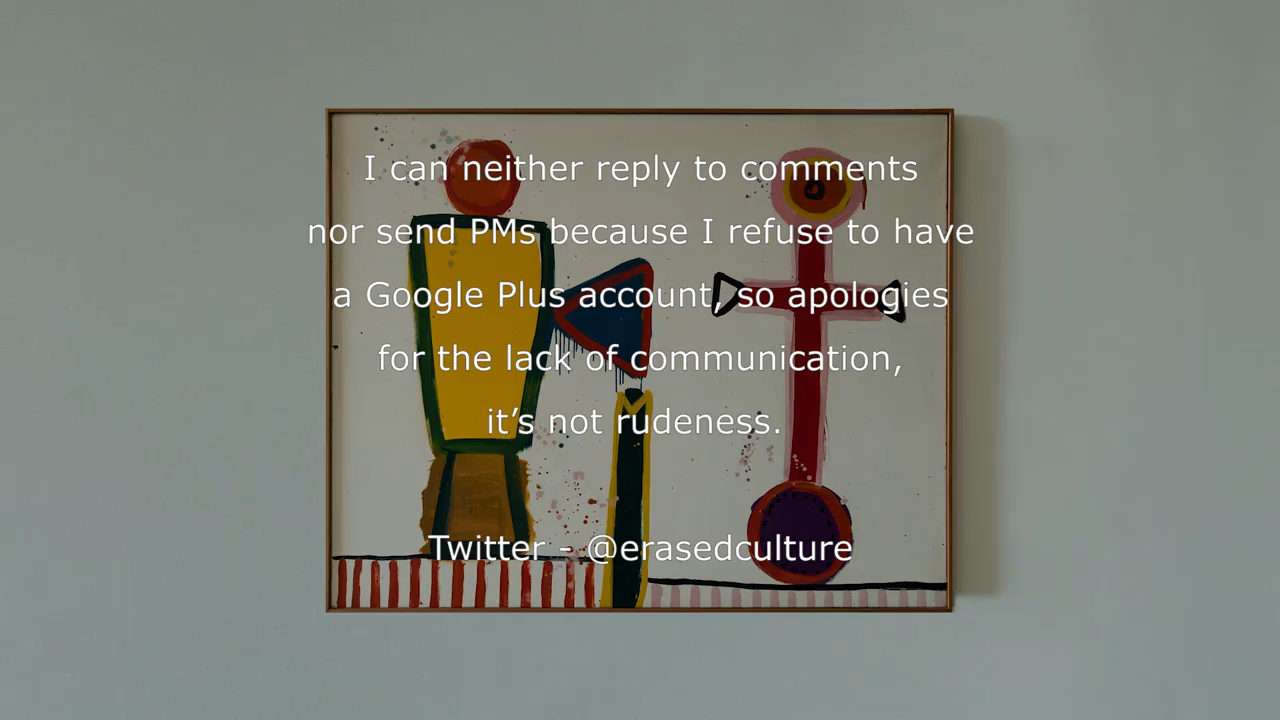 I can neither reply to comments
nor send PMs because I refuse to have
a Google Plus account, so apologies
for the lack of communication,
it’s not rudeness.
Twitter - @erasedculture